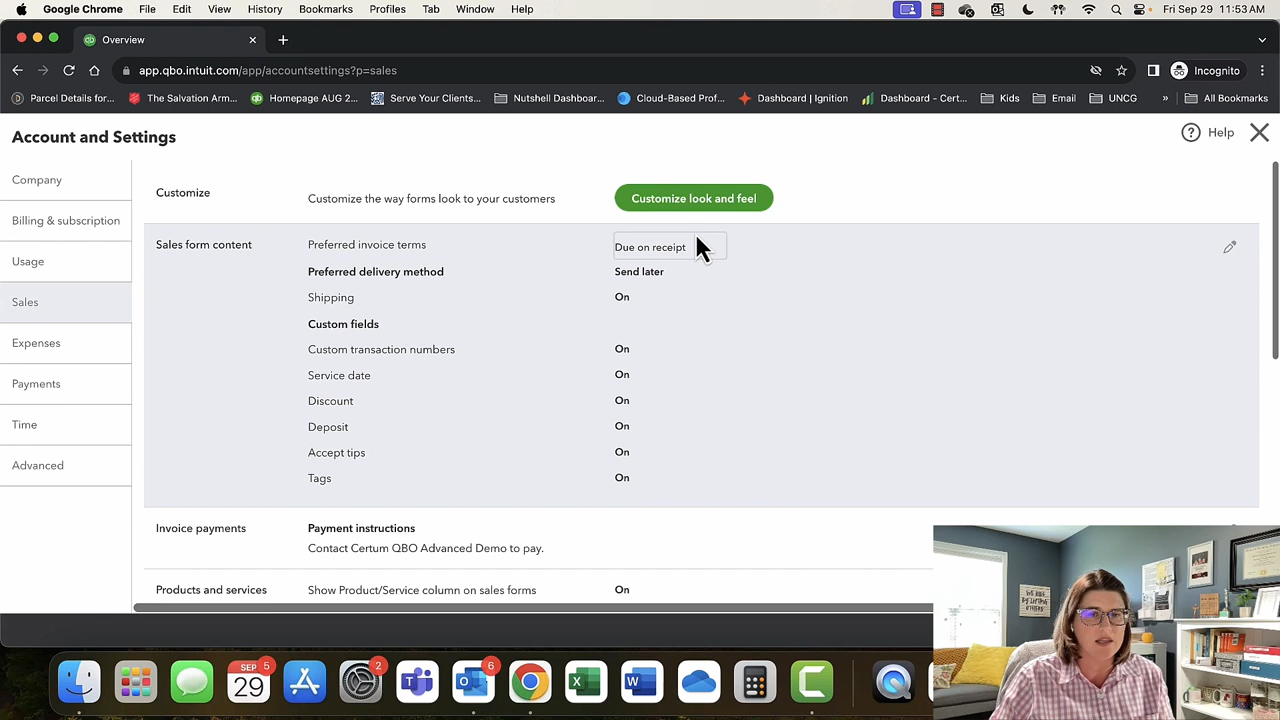 Google Chrome File Edit View History Bookmarks Profiles Tab Window Help Fri Sep 29 11:53 AM
Overview
app.qbo.intuit.com/app/accountsettings?p=sales Incognito
Parcel Details for... The Salvation Arm... Homepage AUG 2... Serve Your Clients... Nutshell Dashboar... Cloud-Based Prof... Dashboard | Ignition Dashboard - Cert... Kids Email UNCG » All Bookmarks
Account and Settings ? Help
Company
Billing & subscription
Usage
Sales
Expenses
Payments
Time
Advanced
Customize Customize the way forms look to your customers Customize look and feel
Sales form content Preferred invoice terms Due on receipt
Preferred delivery method Send later
Shipping On
Custom fields
Custom transaction numbers On
Service date On
Discount On
Deposit On
Accept tips On
Tags On
Invoice payments Payment instructions
Contact Certum QBO Advanced Demo to pay.
Products and services Show Product/Service column on sales forms On
SEP 5
29
2
6